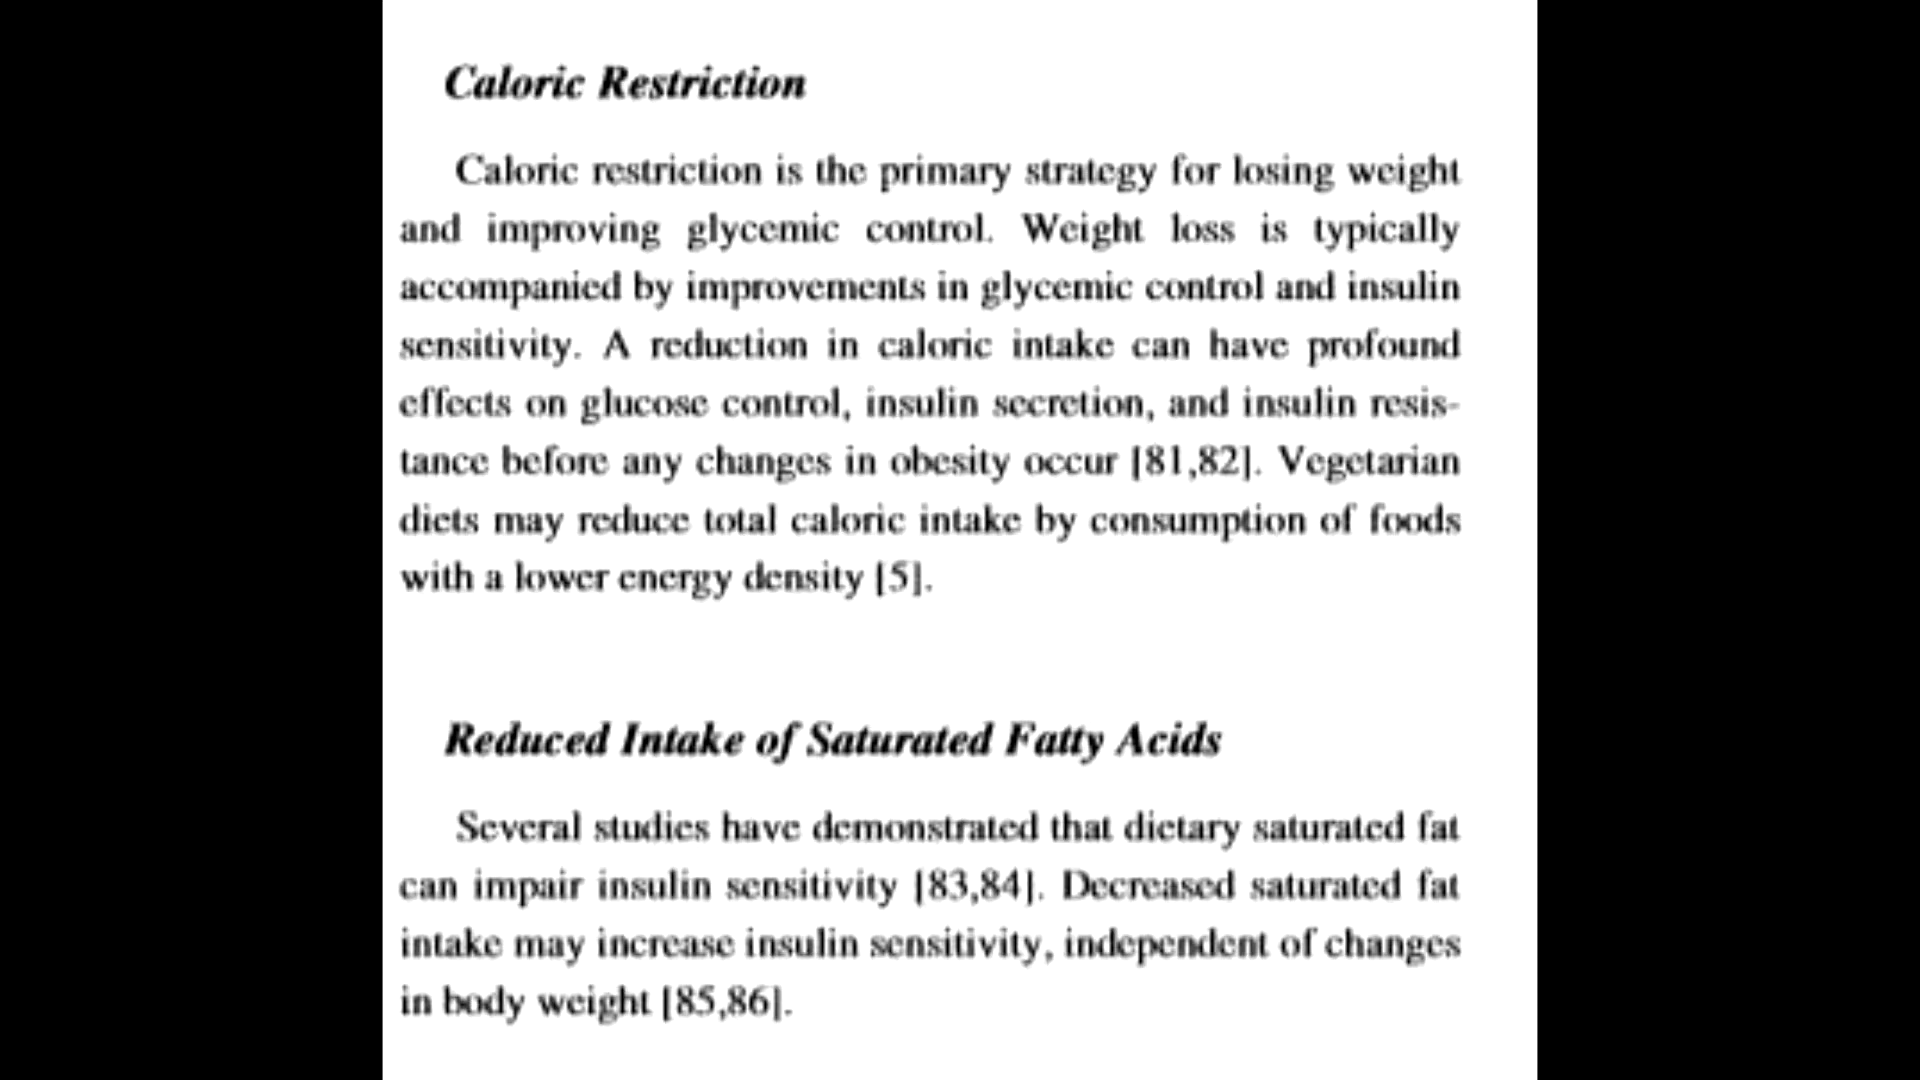 Caloric Restriction
Caloric restriction is the primary strategy for losing weight
and improving glycemic control. Weight loss is typically
accompanied by improvements in glycemic control and insulin
sensitivity. A reduction in caloric intake can have profound
effects on glucose control, insulin secretion, and insulin resis-
tance before any changes in obesity occur [81,82]. Vegetarian
diets may reduce total caloric intake by consumption of foods
with a lower energy density [5].
Reduced Intake of Saturated Fatty Acids
Several studies have demonstrated that dietary saturated fat
can impair insulin sensitivity [83,84]. Decreased saturated fat
intake may increase insulin sensitivity, independent of changes
in body weight [85,86].